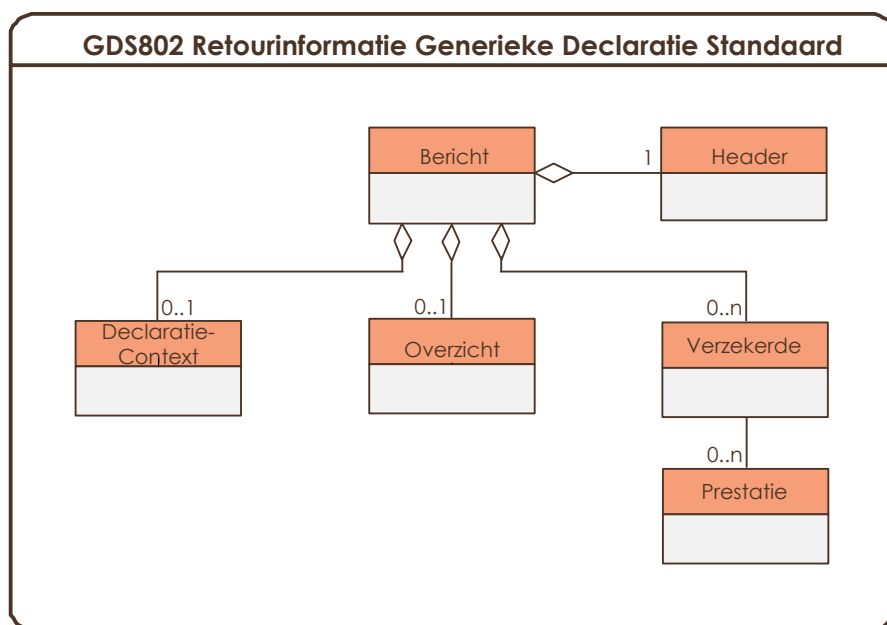 GDS802 Retourinformatie Generieke Declaratie Standaard
Bericht
1
Header
0..1
0..1
0..n
Declaratie-
Context
Overzicht
Verzekerde
0..n
Prestatie